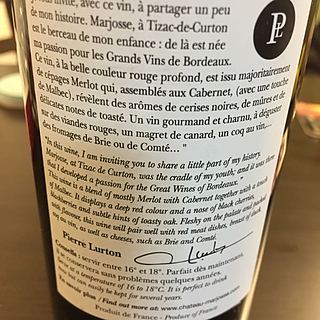 invite, avec ce vin, à partager un peu
de mon histoire. Marjosse, à Tizac-de-Curton
est le berceau de mon enfance : de là est née
ma passion pour les Grands Vins de Bordeaux.
Ce vin, à la belle couleur rouge profond, est issu majoritairement
de cépages Merlot qui, assemblés aux Cabernet, (avec une touche
de Malbec), révèlent des arômes de cerises noires, de mûres et de
délicates notes de toasté. Un vin gourmand et charnu, à déguster
sur des viandes rouges, un magret de canard, un coq au vin,...
des fromages de Brie ou de Comté... "
"In this wine, I am inviting you to share a little part of my history.
Marjosse, at Tizac de Curton, was the cradle of my youth; and it was there
that I developed a passion for the Great Wines of Bordeaux. "
This wine is a blend of mostly Merlot with Cabernet together with a touch
of Malbec. It displays a deep red colour and a nose of black cherries,
blackberries and subtle hints of toasty oak. Fleshy on the palate and
with flavour, this wine will pair well with red meat dishes, breast of duck,
coq au vin, as well as cheeses, such as Brie and Comté.
Pierre Lurton
Conseils : servir entre 16° et 18°. Parfait dès maintenant,
il se conservera sans problèmes quelques années.
at a temperature of 16 to 18°C. It is perfect to drink
now or can easily be kept for several years.
savoir plus / Find out more at: www.chateau-marjosse.com
Produit de France - Product of France
PL